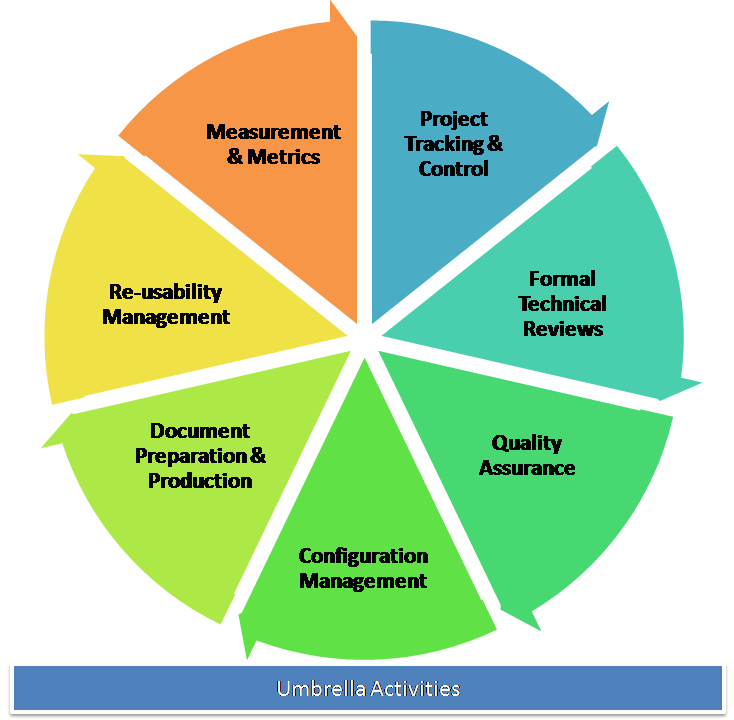 Project
Tracking &
Control
Formal
Technical
Reviews
Quality
Assurance
Configuration
Management
Document
Preparation &
Production
Re-usability
Management
Measurement
& Metrics
Umbrella Activities